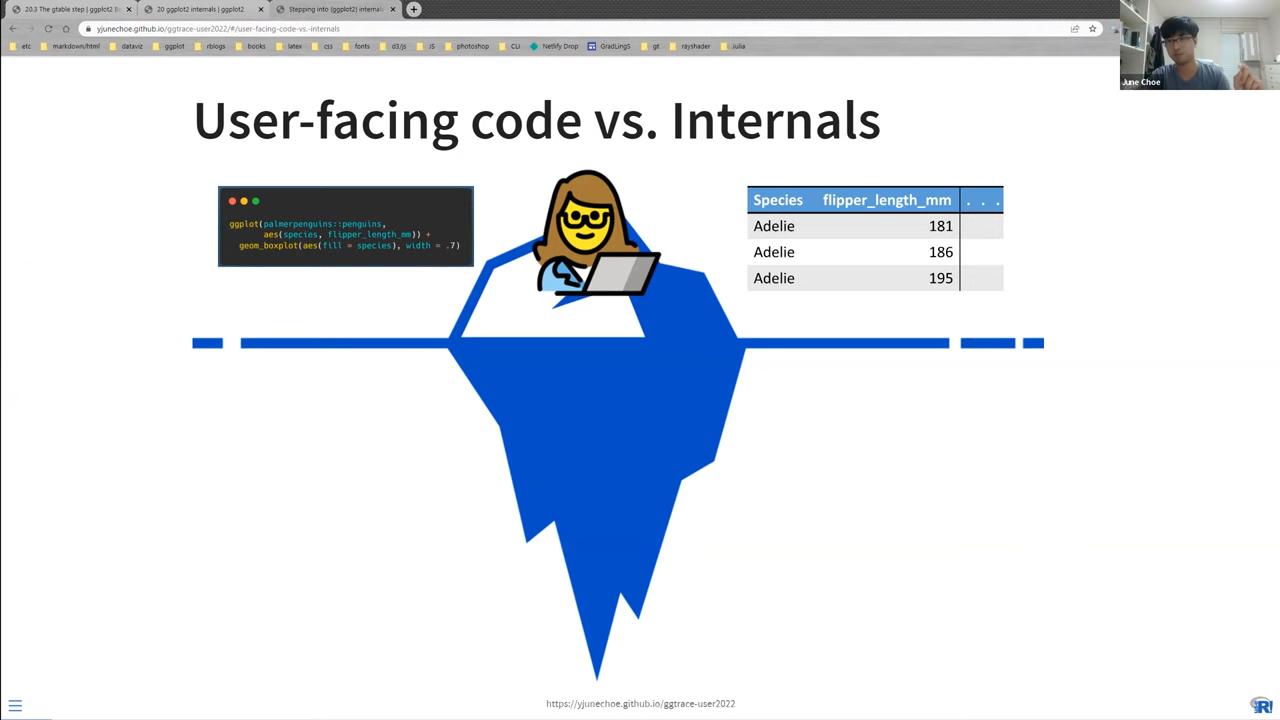 20.3 The gtable step | ggplot2 Bo
20 ggplot2 internals | ggplot2
Stepping into {ggplot2} internals
yjunechoe.github.io/ggtrace-user2022/#/user-facing-code-vs.-internals
etc
markdown/html
dataviz
ggplot
rblogs
books
latex
css
fonts
d3/js
JS
photoshop
CLI
Netlify Drop
GradLingS
gt
rayshader
Julia
June Choe
User-facing code vs. Internals
ggplot(palmerpenguins::penguins,
aes(species, flipper_length_mm)) +
geom_boxplot(aes(fill = species), width = .7)
Species flipper_length_mm . . .
Adelie 181
Adelie 186
Adelie 195
https://yjunechoe.github.io/ggtrace-user2022
R!